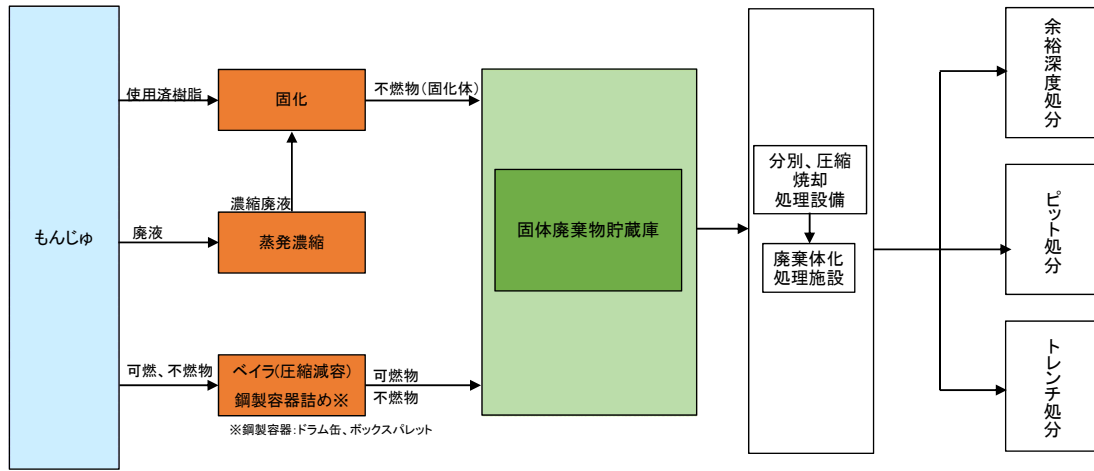 もんじゅ
使用済樹脂
固化
不燃物(固化体)
濃縮廃液
廃液
蒸発濃縮
可燃、不燃物
ベイラ(圧縮減容)
鋼製容器詰め※
可燃物
不燃物
※鋼製容器:ドラム缶、ボックスパレット
固体廃棄物貯蔵庫
分別、圧縮
焼却
処理設備
廃棄体化
処理施設
余裕深度処分
ピット処分
トレンチ処分